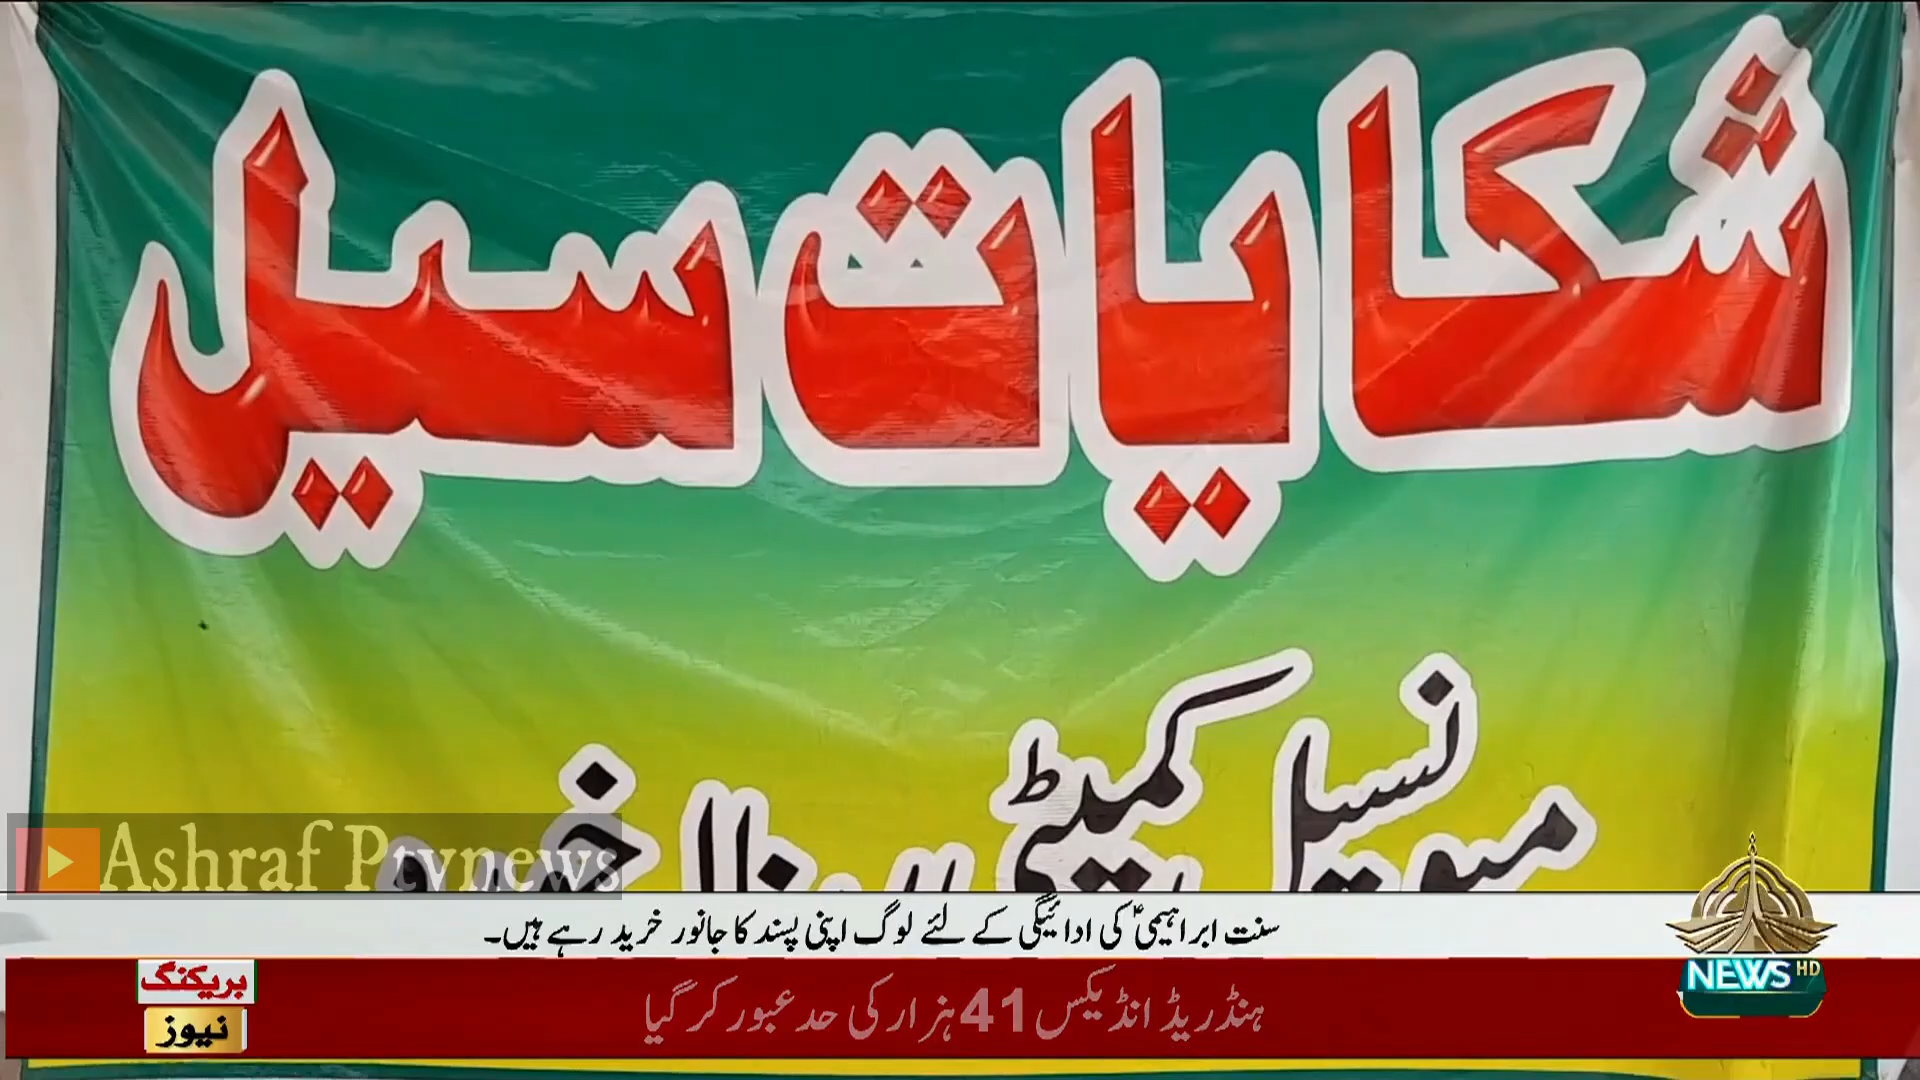 شکایات سیل
میونسپل کمیٹی
Ashraf Ptvnews
سنت ابراہیمیؑ کی ادائیگی کے لئے لوگ اپنی پسند کا جانور خرید رہے ہیں۔
NEWS HD
بریکنگ
نیوز
ہنڈریڈ انڈیکس 41 ہزار کی حد عبور کر گیا